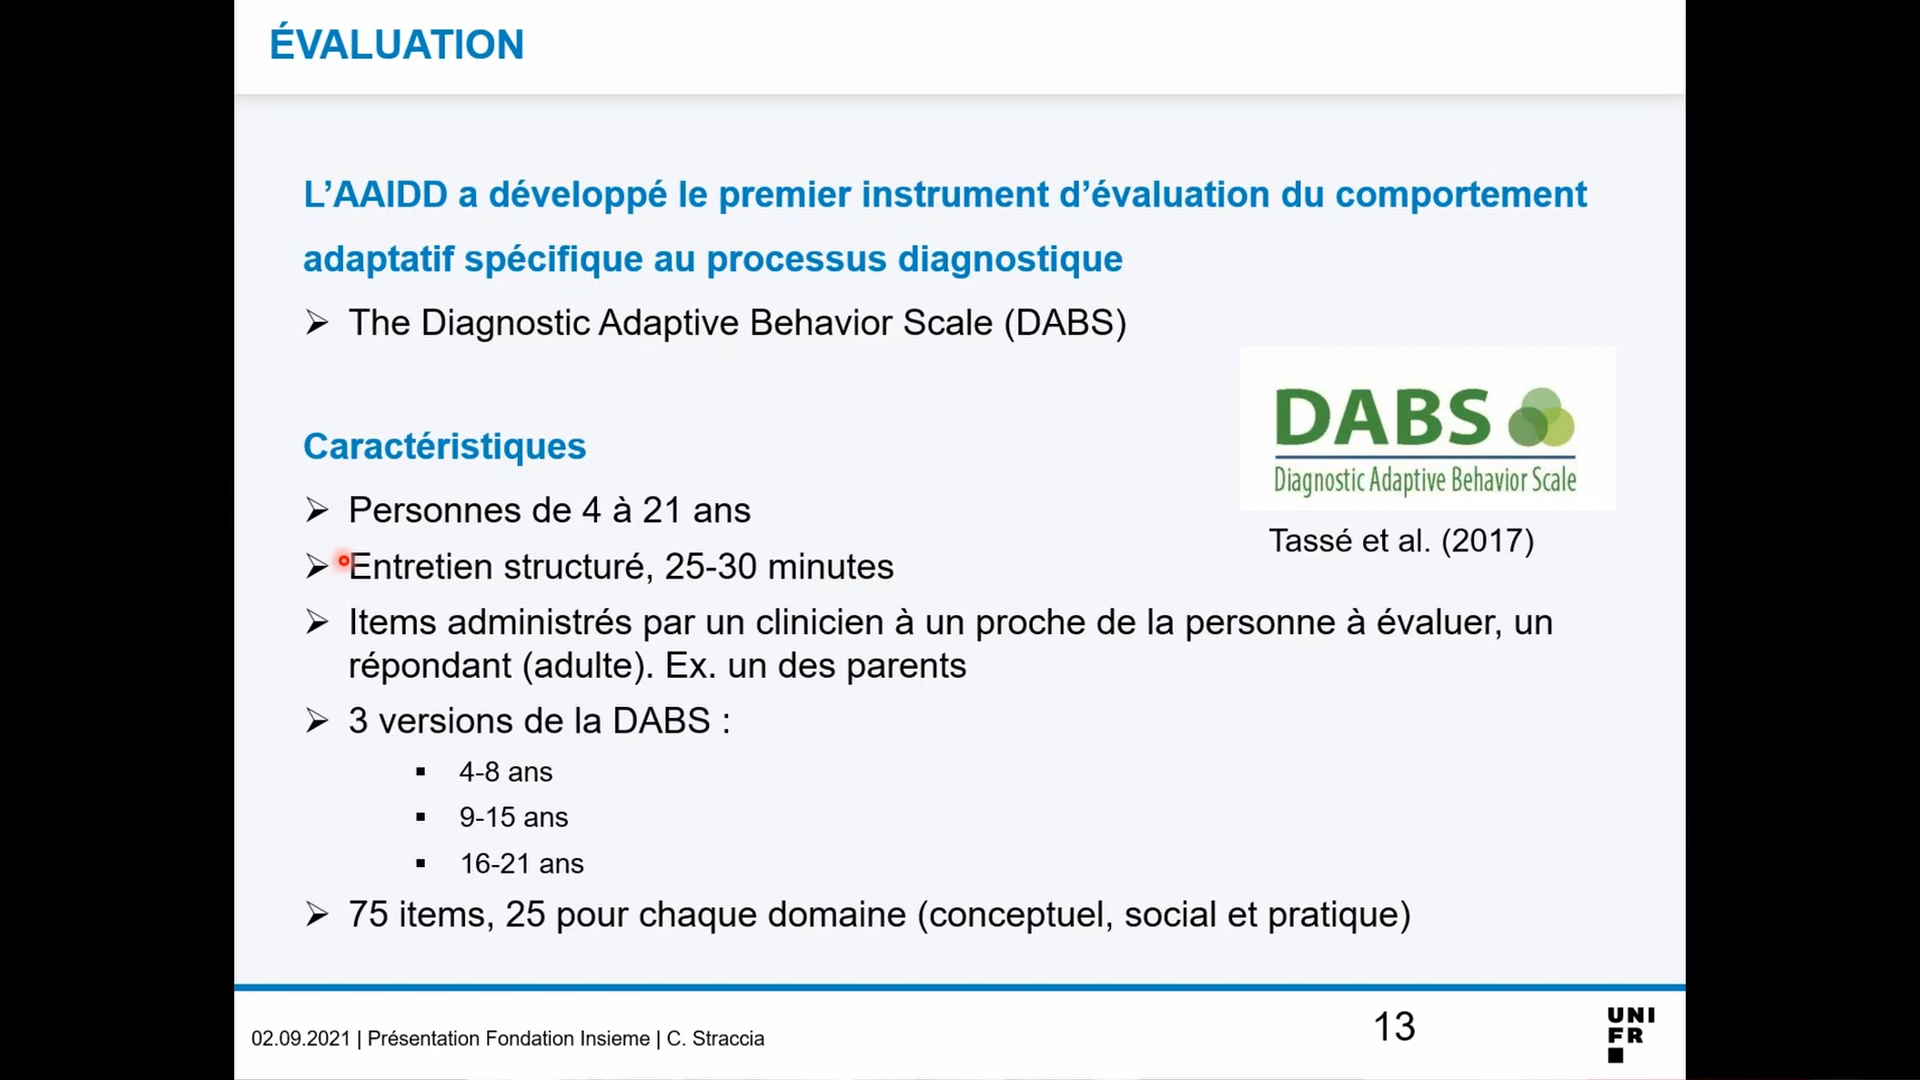 ÉVALUATION
L’AAIDD a développé le premier instrument d’évaluation du comportement
adaptatif spécifique au processus diagnostique
➢ The Diagnostic Adaptive Behavior Scale (DABS)
DABS
Diagnostic Adaptive Behavior Scale
Tassé et al. (2017)
Caractéristiques
➢ Personnes de 4 à 21 ans
➢ Entretien structuré, 25-30 minutes
➢ Items administrés par un clinicien à un proche de la personne à évaluer, un
répondant (adulte). Ex. un des parents
➢ 3 versions de la DABS :
▪ 4-8 ans
▪ 9-15 ans
▪ 16-21 ans
➢ 75 items, 25 pour chaque domaine (conceptuel, social et pratique)
02.09.2021 | Présentation Fondation Insieme | C. Straccia
13
UNI
FR